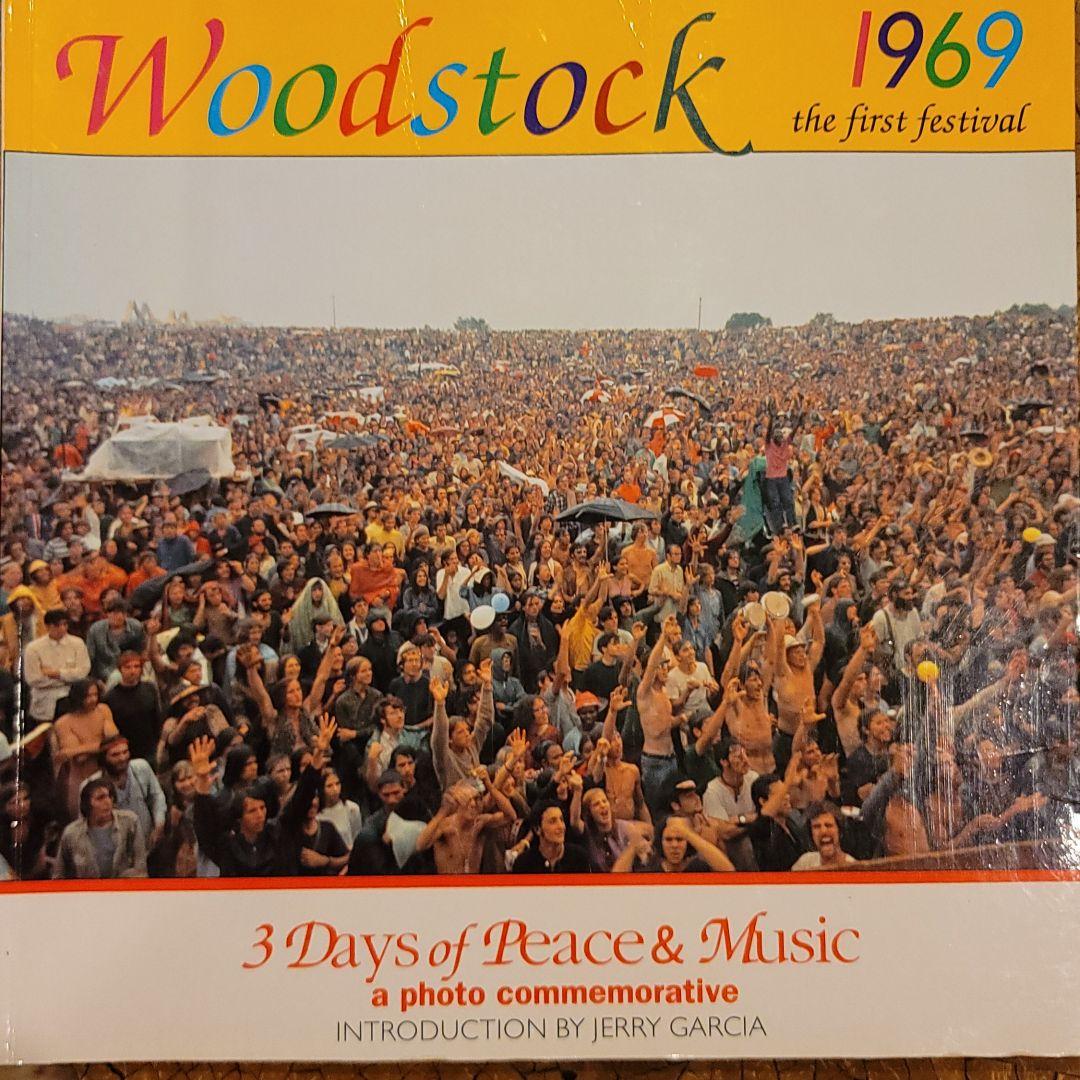 Woodstock
1969
the first festival
3 Days of Peace & Music
a photo commemorative
INTRODUCTION BY JERRY GARCIA